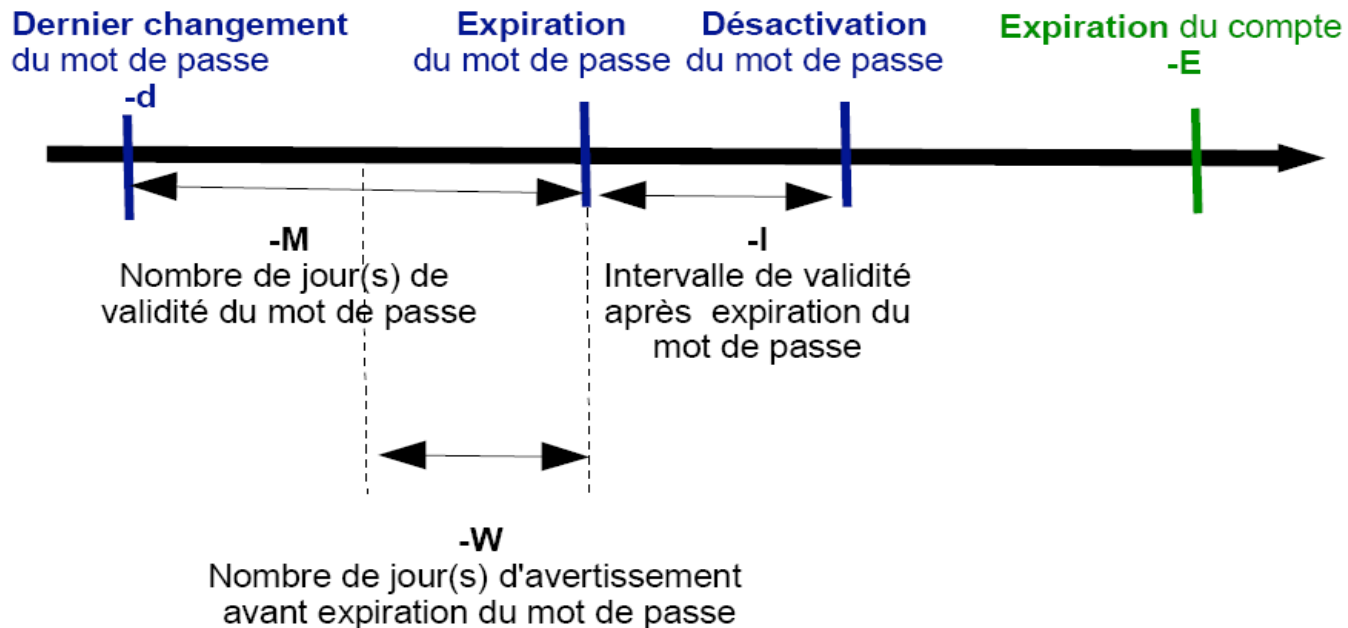 Dernier changement
du mot de passe
-d
Expiration
du mot de passe
Désactivation
du mot de passe
Expiration du compte
-E
-M
Nombre de jour(s) de
validité du mot de passe
-I
Intervalle de validité
après expiration du
mot de passe
-W
Nombre de jour(s) d'avertissement
avant expiration du mot de passe